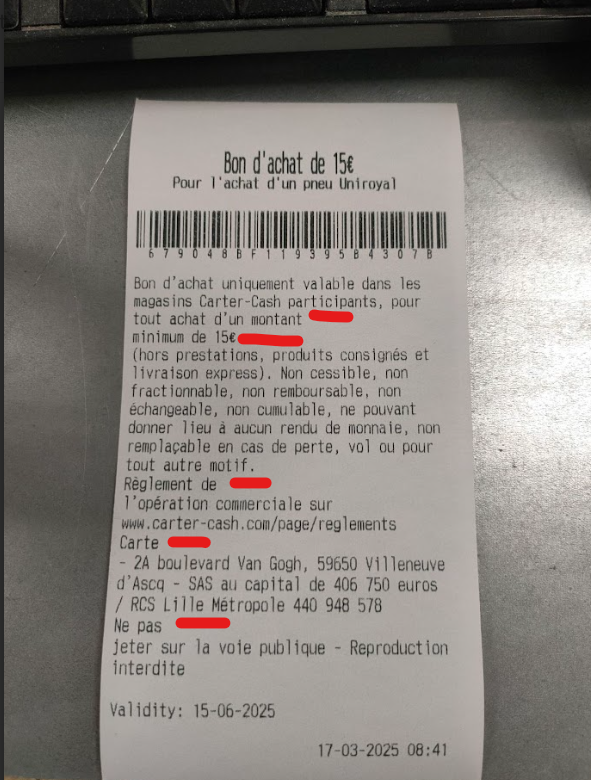 Bon d'achat de 15€
Pour l'achat d'un pneu Uniroyal
679048BF119395843078
Bon d'achat uniquement valable dans les
magasins Carter-Cash participants, pour
tout achat d'un montant
minimum de 15€
(hors prestations, produits consignés et
livraison express). Non cessible, non
fractionnable, non remboursable, non
échangeable, non cumulable, ne pouvant
donner lieu à aucun rendu de monnaie, non
remplaçable en cas de perte, vol ou pour
tout autre motif.
Règlement de
l'opération commerciale sur
www.carter-cash.com/page/reglements
Carte
- 2A boulevard Van Gogh, 59650 Villeneuve
d'Ascq - SAS au capital de 406 750 euros
/ RCS Lille Métropole 440 948 578
Ne pas
jeter sur la voie publique - Reproduction
interdite
Validity: 15-06-2025
17-03-2025 08:41